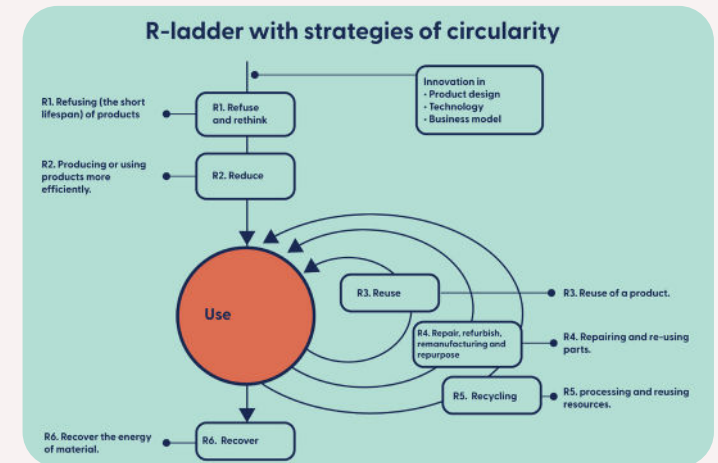 R-ladder with strategies of circularity
Innovation in
• Product design
• Technology
• Business model
R1. Refusing (the short
lifespan) of products
R1. Refuse
and rethink
R2. Producing or using
products more
efficiently.
R2. Reduce
Use
R3. Reuse
R3. Reuse of a product.
R4. Repair, refurbish,
remanufacturing and
repurpose
R4. Repairing and re-using
parts.
R5. Recycling
R5. processing and reusing
resources.
R6. Recover the energy
of material.
R6. Recover